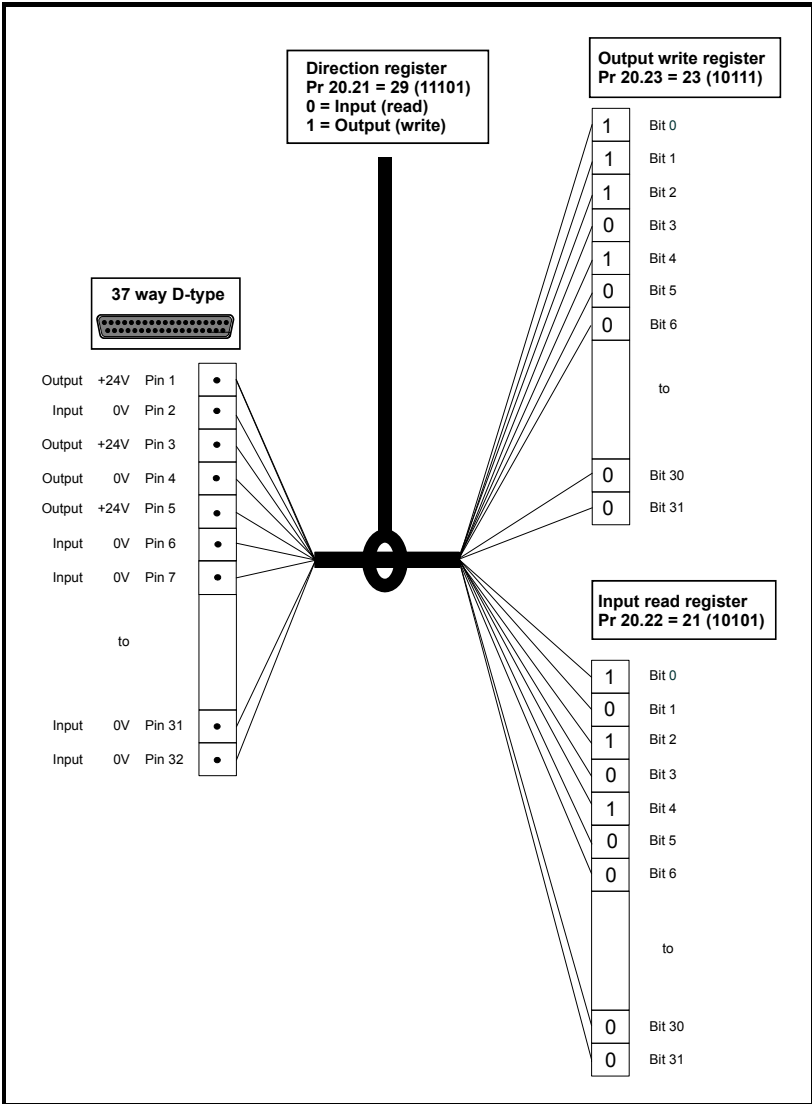 Direction register
Pr 20.21 = 29 (11101)
0 = Input (read)
1 = Output (write)
Output write register
Pr 20.23 = 23 (10111)
1 Bit 0
1 Bit 1
1 Bit 2
0 Bit 3
1 Bit 4
0 Bit 5
0 Bit 6
to
0 Bit 30
0 Bit 31
37 way D-type
Output +24V Pin 1
Input 0V Pin 2
Output +24V Pin 3
Output 0V Pin 4
Output +24V Pin 5
Input 0V Pin 6
Input 0V Pin 7
to
Input 0V Pin 31
Input 0V Pin 32
Input read register
Pr 20.22 = 21 (10101)
1 Bit 0
0 Bit 1
1 Bit 2
0 Bit 3
1 Bit 4
0 Bit 5
0 Bit 6
to
0 Bit 30
0 Bit 31